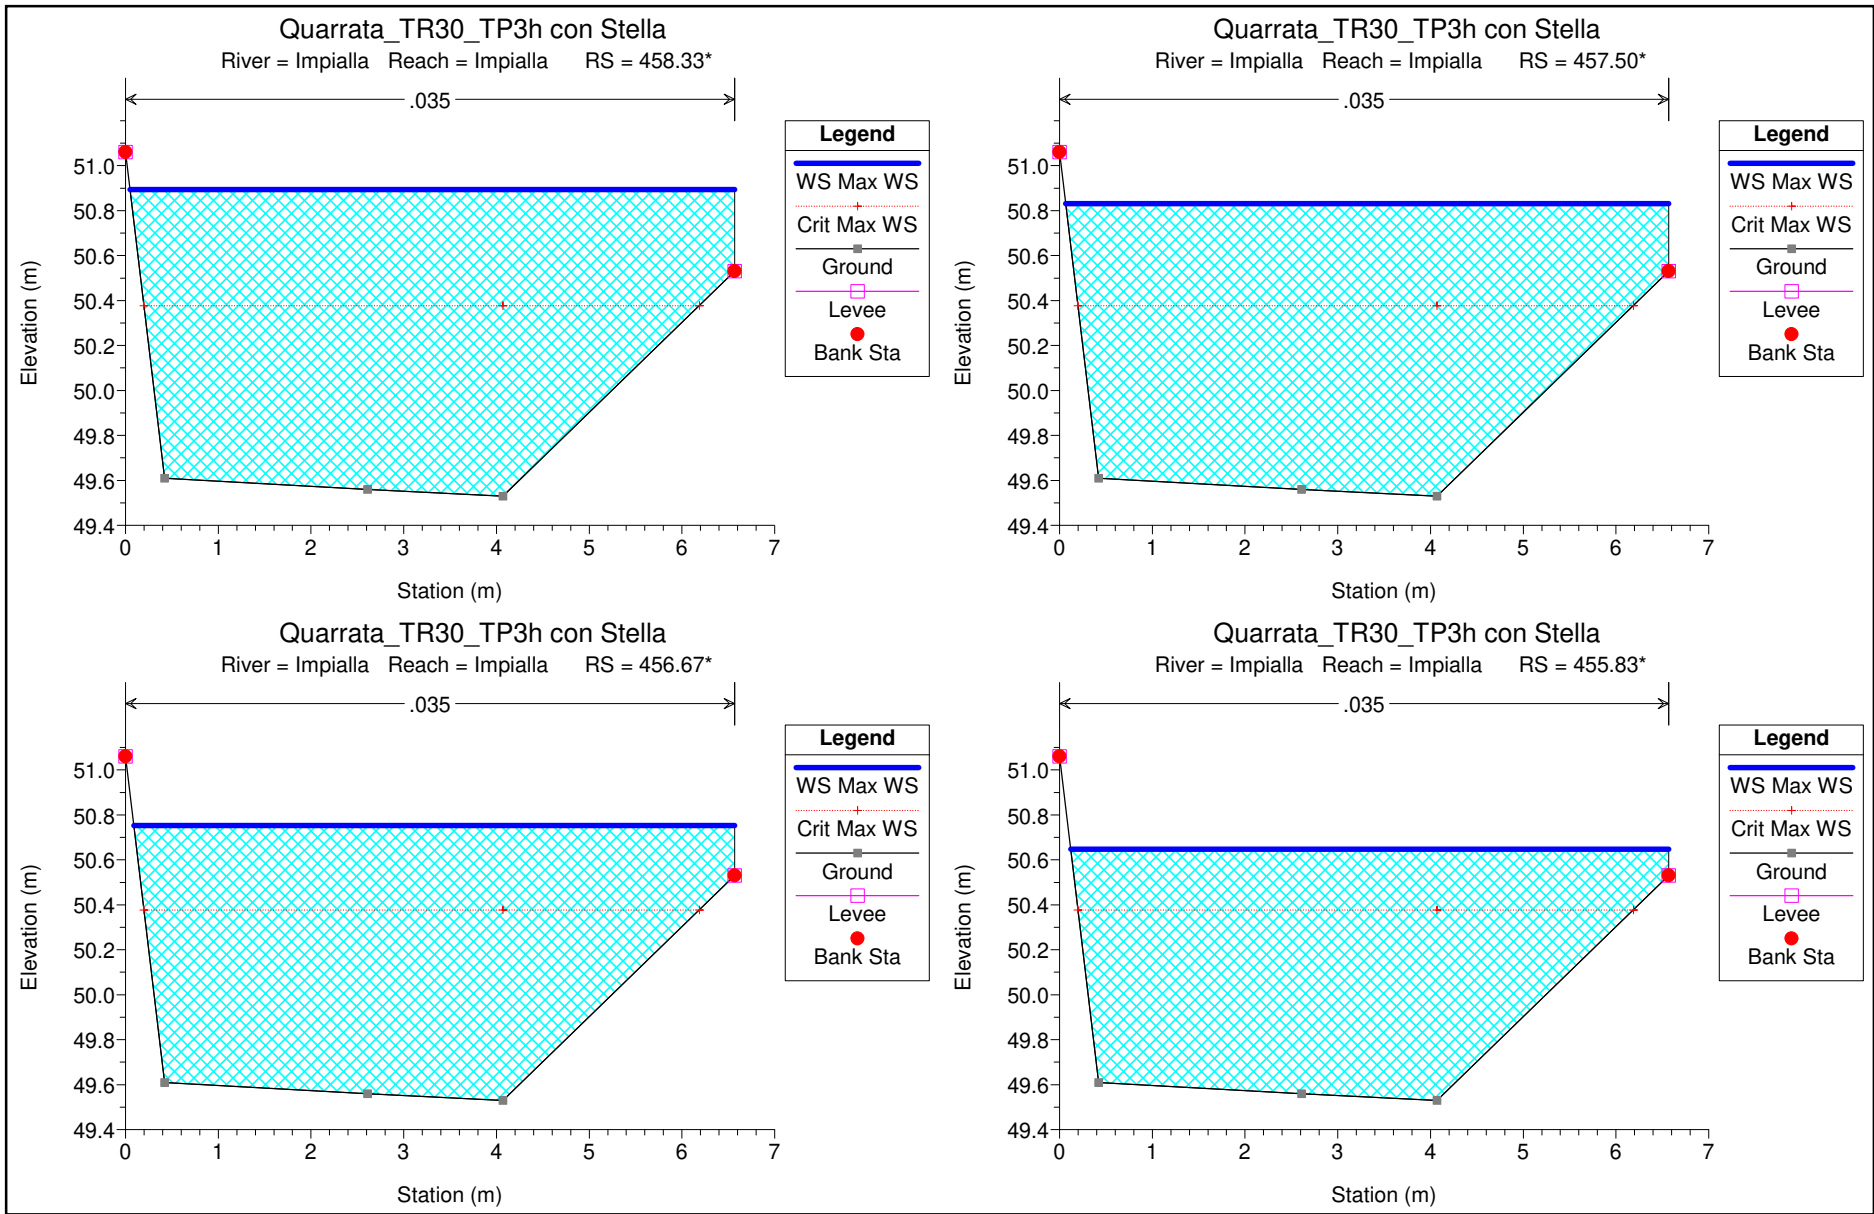 Quarrata_TR30_TP3h con Stella
River = Impialla Reach = Impialla RS = 458.33*
.035
Legend
WS Max WS
Crit Max WS
Ground
Levee
Bank Sta
51.0
50.8
50.6
50.4
50.2
50.0
49.8
49.6
49.4
Elevation (m)
0 1 2 3 4 5 6 7
Station (m)
Quarrata_TR30_TP3h con Stella
River = Impialla Reach = Impialla RS = 457.50*
.035
Legend
WS Max WS
Crit Max WS
Ground
Levee
Bank Sta
51.0
50.8
50.6
50.4
50.2
50.0
49.8
49.6
49.4
Elevation (m)
0 1 2 3 4 5 6 7
Station (m)
Quarrata_TR30_TP3h con Stella
River = Impialla Reach = Impialla RS = 456.67*
.035
Legend
WS Max WS
Crit Max WS
Ground
Levee
Bank Sta
51.0
50.8
50.6
50.4
50.2
50.0
49.8
49.6
49.4
Elevation (m)
0 1 2 3 4 5 6 7
Station (m)
Quarrata_TR30_TP3h con Stella
River = Impialla Reach = Impialla RS = 455.83*
.035
Legend
WS Max WS
Crit Max WS
Ground
Levee
Bank Sta
51.0
50.8
50.6
50.4
50.2
50.0
49.8
49.6
49.4
Elevation (m)
0 1 2 3 4 5 6 7
Station (m)